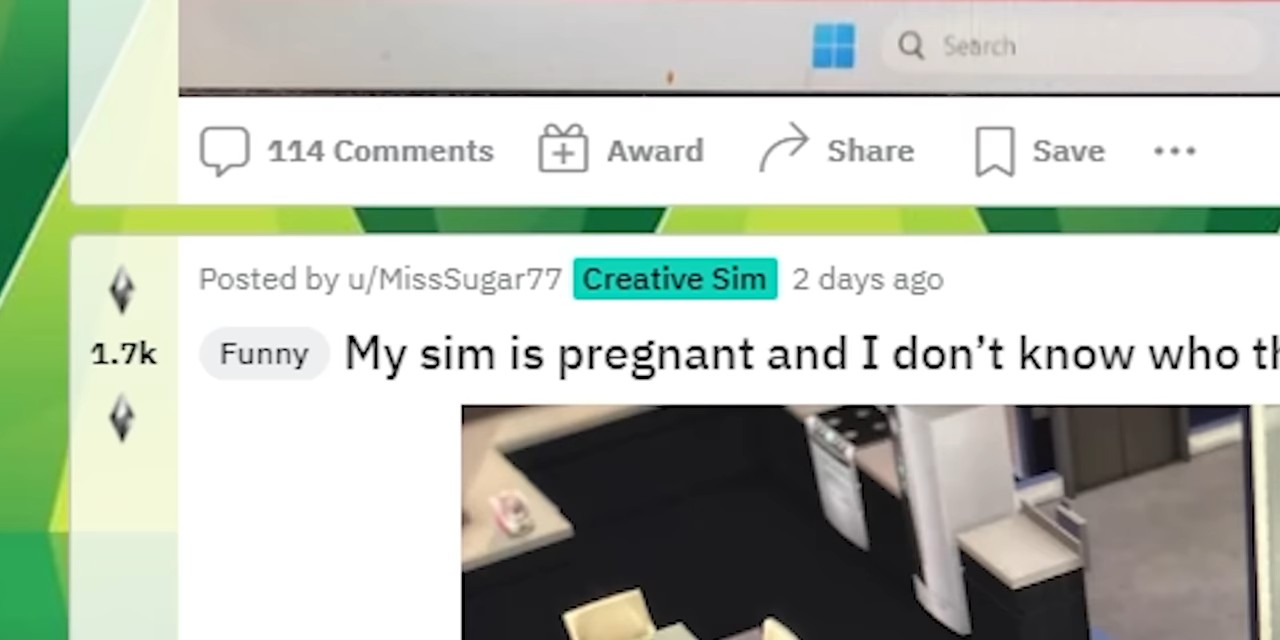 Search
114 Comments Award Share Save
Posted by u/MissSugar77 Creative Sim 2 days ago
1.7k Funny My sim is pregnant and I don’t know who th